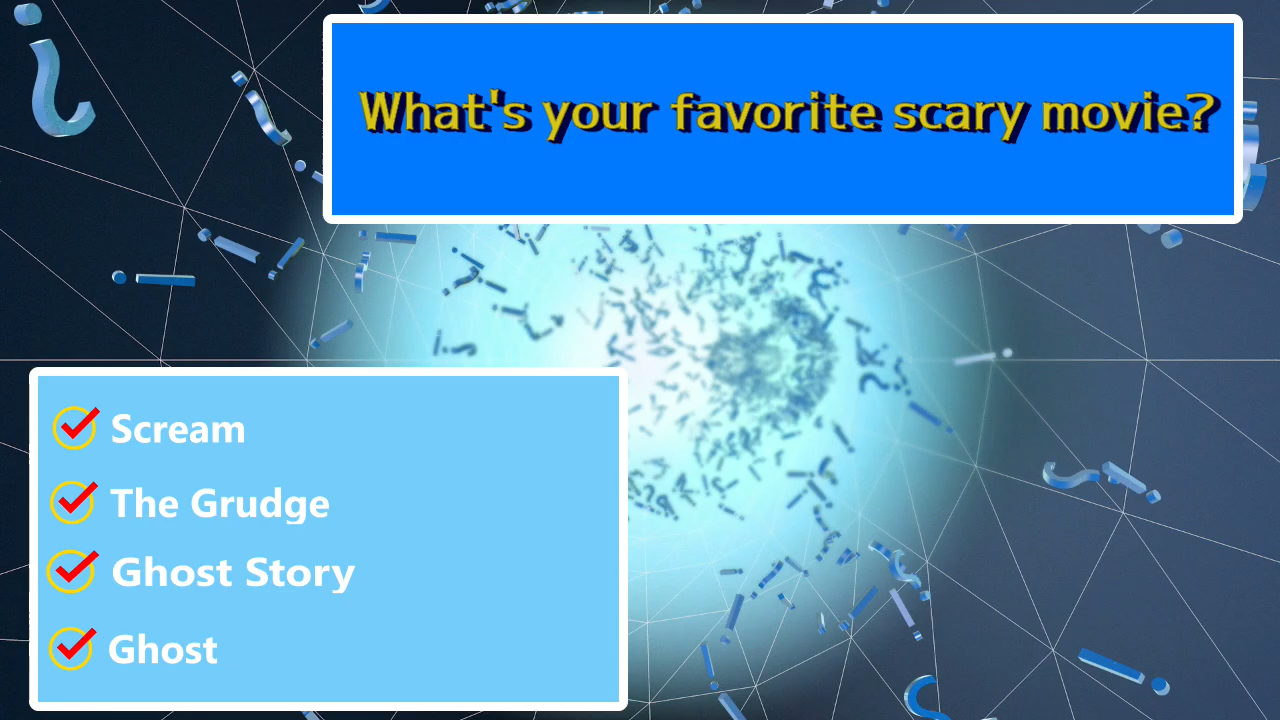 What's your favorite scary movie?
Scream
The Grudge
Ghost Story
Ghost